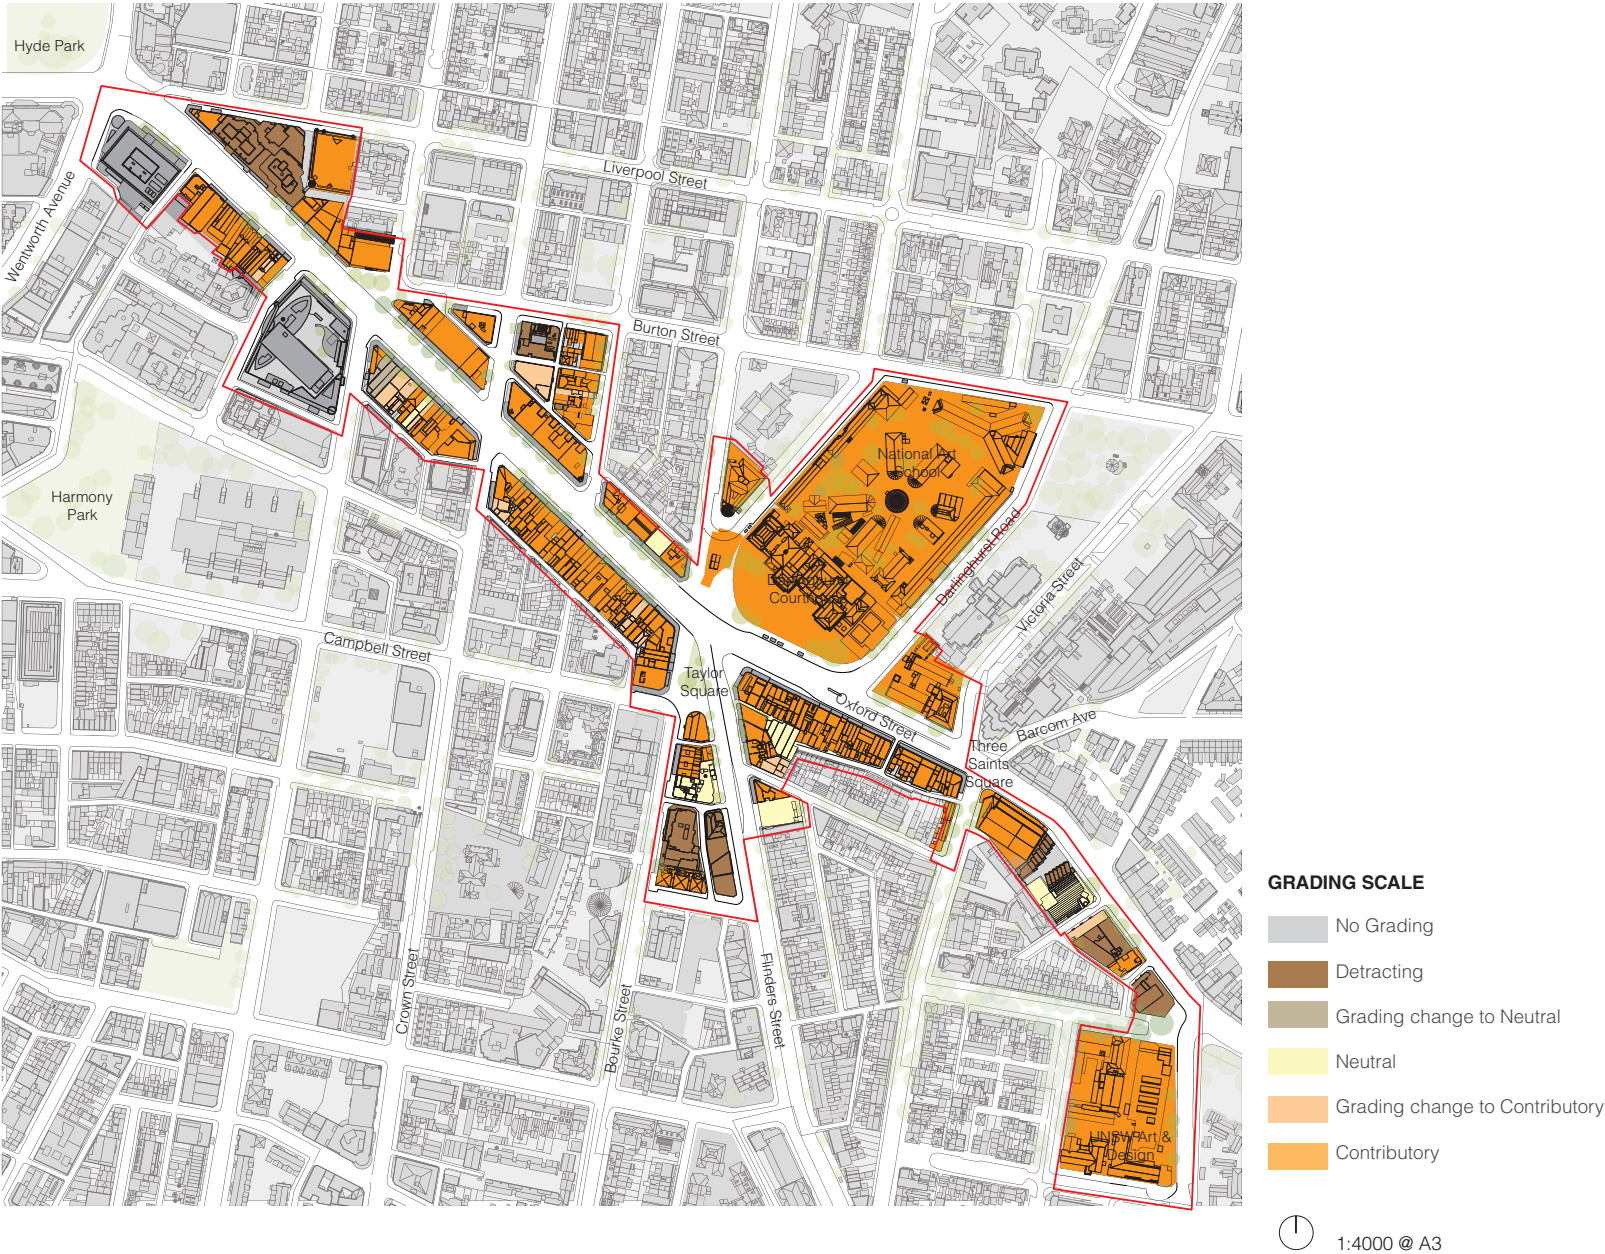 Hyde Park
Wentworth Avenue
Liverpool Street
Burton Street
Harmony
Park
National Art
School
Darlinghurst
Courthouse
Darlinghurst Road
Victoria Street
Campbell Street
Taylor
Square
Oxford Street
Barcom Ave
Three
Saints
Square
Crown Street
Bourke Street
Flinders Street
UNSW Art &
Design
GRADING SCALE
No Grading
Detracting
Grading change to Neutral
Neutral
Grading change to Contributory
Contributory
1:4000 @ A3